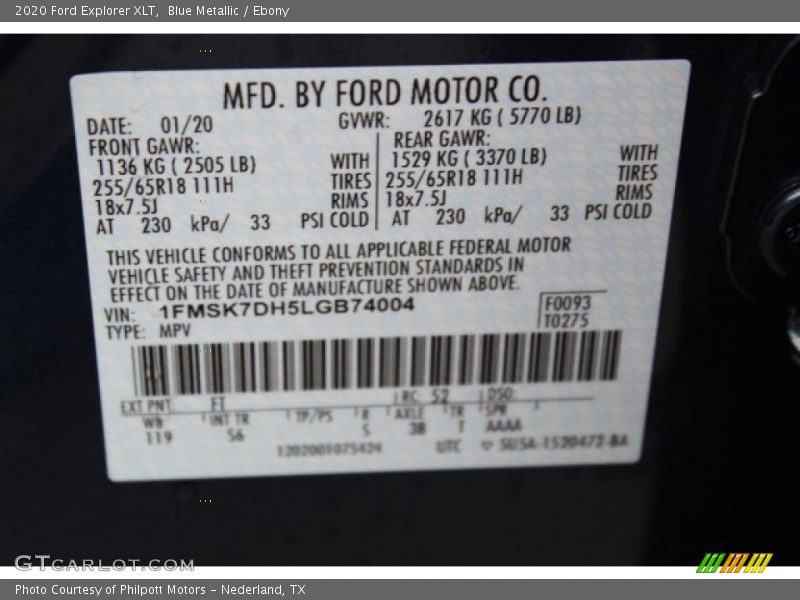 2020 Ford Explorer XLT,  Blue Metallic / Ebony
MFD. BY FORD MOTOR CO.
DATE: 01/20 GVWR: 2617 KG ( 5770 LB)
FRONT GAWR: REAR GAWR:
1136 KG ( 2505 LB) WITH 1529 KG ( 3370 LB) WITH
255/65R18 111H TIRES 255/65R18 111H TIRES
18x7.5J RIMS 18x7.5J RIMS
AT 230 kPa/ 33 PSI COLD AT 230 kPa/ 33 PSI COLD
THIS VEHICLE CONFORMS TO ALL APPLICABLE FEDERAL MOTOR
VEHICLE SAFETY AND THEFT PREVENTION STANDARDS IN
EFFECT ON THE DATE OF MANUFACTURE SHOWN ABOVE.
VIN: 1FMSK7DH5LGB74004 F0093
TYPE: MPV T0275
EXT PNT: FT RC: 52 DSO:
WB INT TR TP/PS R AXLE TR SPR
119 S6 S 38 T AAAA
1202001075424 UTC SU5A-1520472-BA
GTCARLOT.COM
Photo Courtesy of Philpott Motors - Nederland, TX